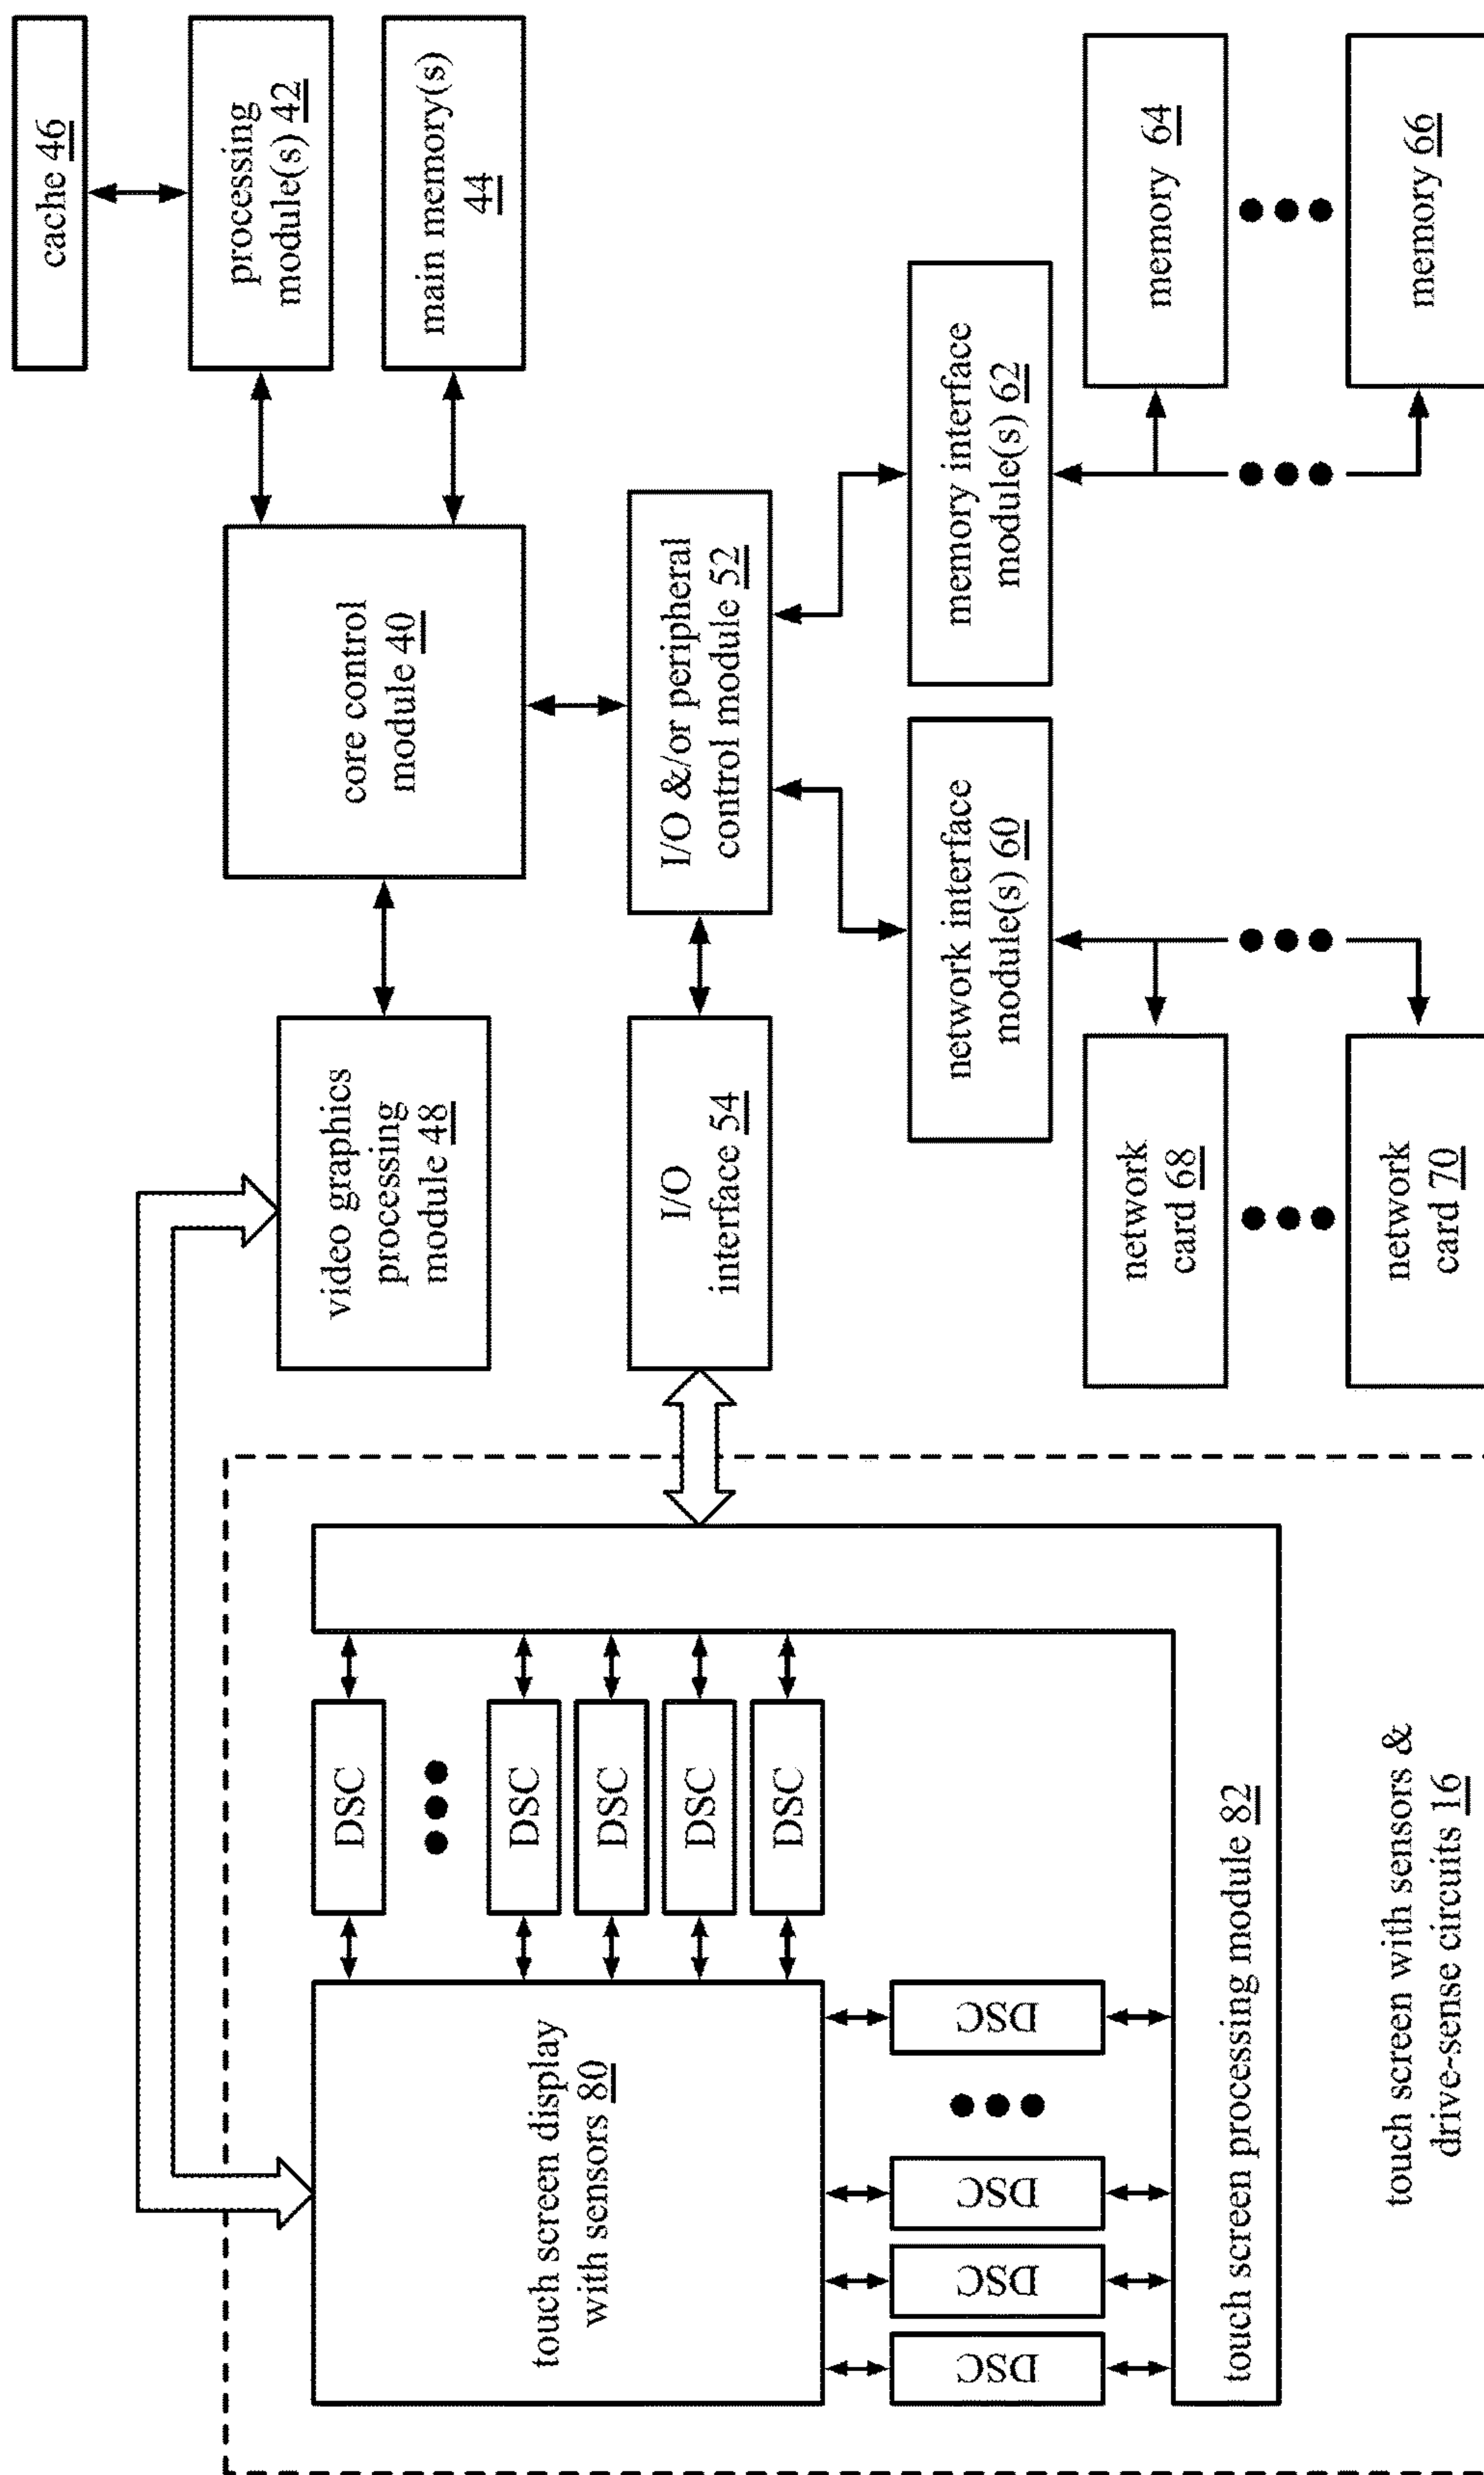 cache 46
processing
module(s) 42
main memory(s)
44
core control
module 40
video graphics
processing
module 48
touch screen display
with sensors 80
DSC
DSC
DSC
DSC
DSC
I/O
interface 54
I/O &/or peripheral
control module 52
DSC
DSC
DSC
DSC
network interface
module(s) 60
memory interface
module(s) 62
touch screen processing module 82
network
card 68
memory 64
touch screen with sensors &
drive-sense circuits 16
network
card 70
memory 66